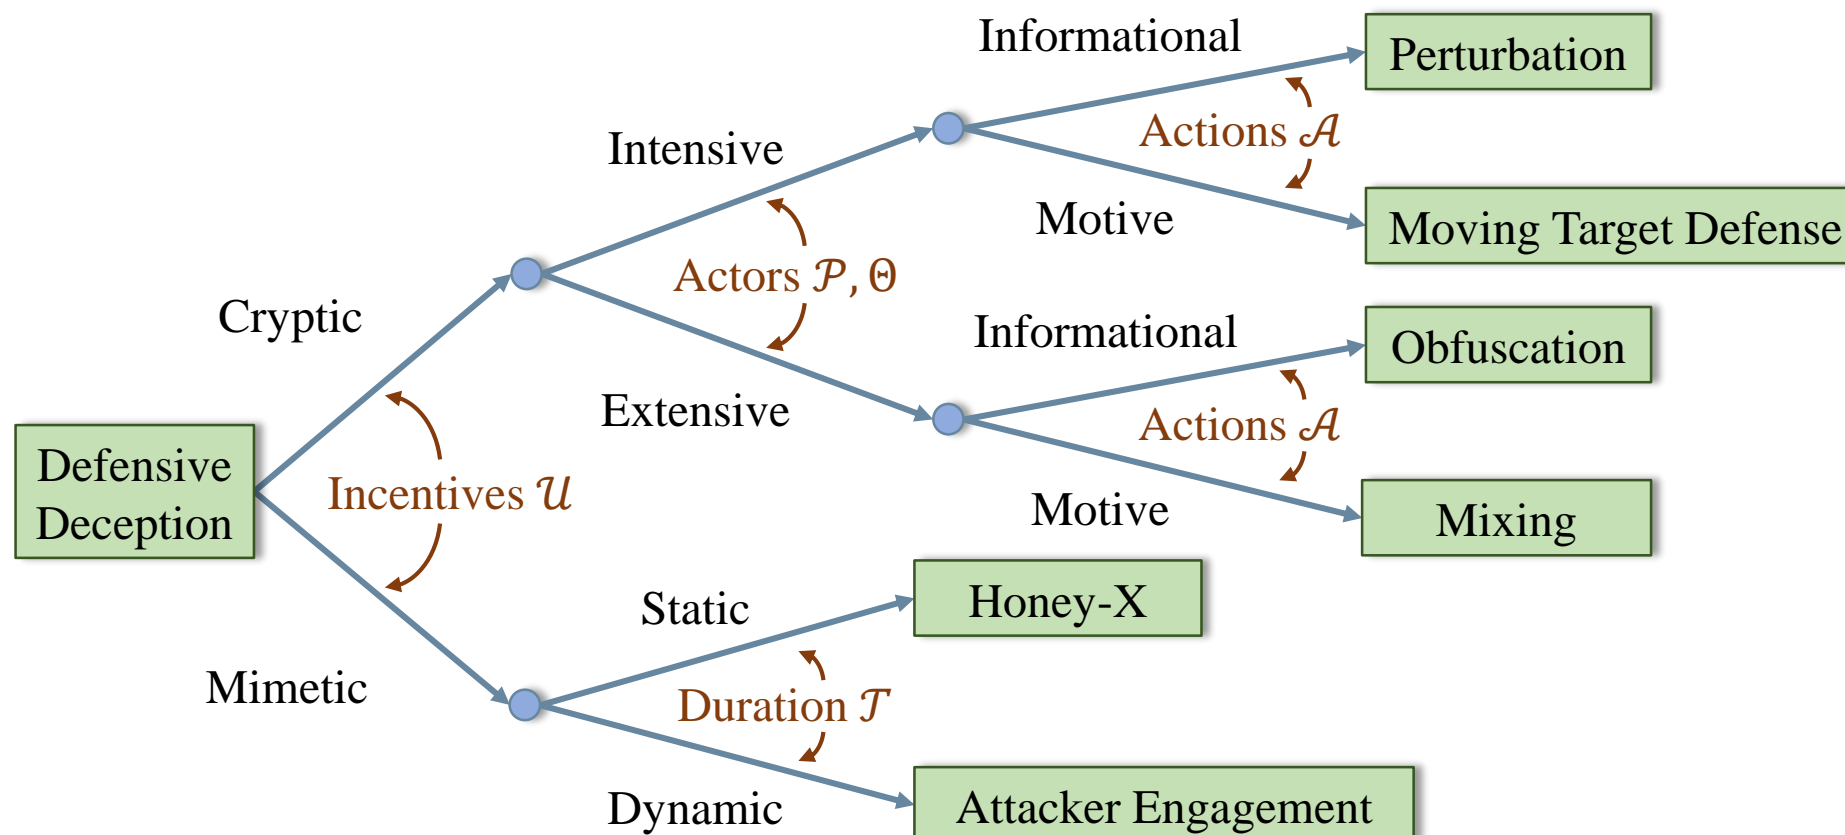 Informational
Perturbation
Actions 𝒜
Intensive
Motive
Moving Target Defense
Actors 𝒫, Θ
Cryptic
Informational
Obfuscation
Extensive
Actions 𝒜
Defensive
Deception
Incentives 𝒰
Motive
Mixing
Static
Honey-X
Mimetic
Duration 𝒯
Dynamic
Attacker Engagement